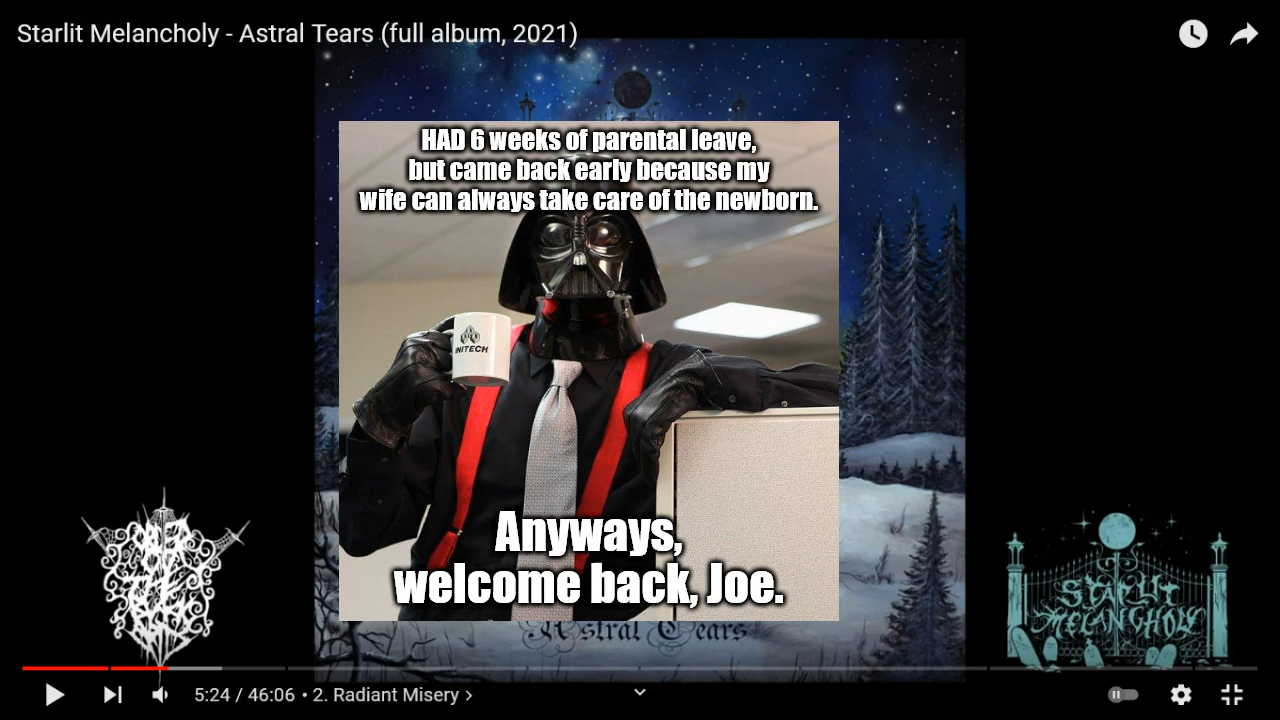 Starlit Melancholy - Astral Tears (full album, 2021)
HAD 6 weeks of parental leave,
but came back early because my
wife can always take care of the newborn.
INITECH
Anyways,
welcome back, Joe.
Astral Tears
STARLIT
MELANCHOLY
5:24 / 46:06 • 2. Radiant Misery ›